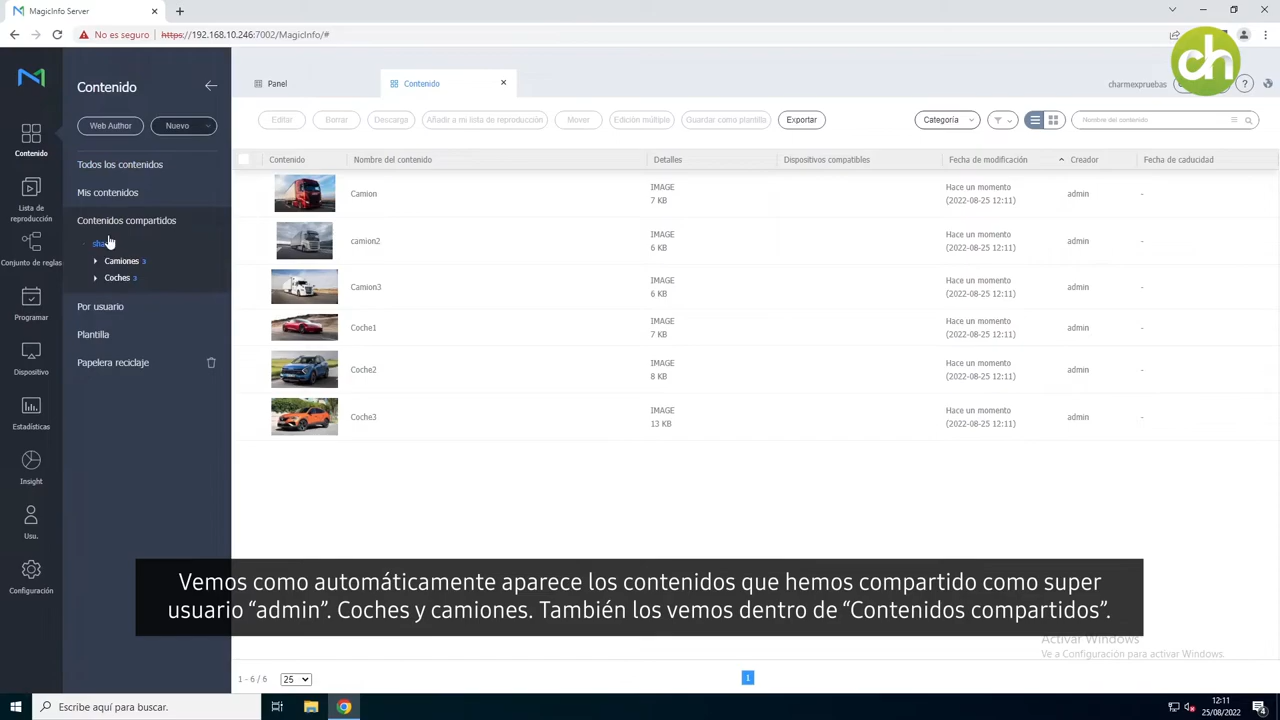 MagicInfo Server
No es seguro
https://192.168.10.246:7002/MagicInfo/#
ch
Contenido
Web Author
Nuevo
Todos los contenidos
Mis contenidos
Contenidos compartidos
Camiones 3
Coches 3
Por usuario
Plantilla
Papelera reciclaje
Contenido
Lista de
reproducción
Conjunto de reglas
Programar
Dispositivo
Estadísticas
Insight
Usu.
Configuración
Panel
Contenido
charmexpruebas
?
Editar
Borrar
Descarga
Añadir a mi lista de reproducción
Mover
Edición múltiple
Guardar como plantilla
Exportar
Categoría
Nombre del contenido
Contenido
Nombre del contenido
Detalles
Dispositivos compatibles
Fecha de modificación
Creador
Fecha de caducidad
Camion
IMAGE
7 KB
Hace un momento
(2022-08-25 12:11)
admin
-
camion2
IMAGE
6 KB
Hace un momento
(2022-08-25 12:11)
admin
-
Camion3
IMAGE
6 KB
Hace un momento
(2022-08-25 12:11)
admin
-
Coche1
IMAGE
7 KB
Hace un momento
(2022-08-25 12:11)
admin
-
Coche2
IMAGE
8 KB
Hace un momento
(2022-08-25 12:11)
admin
-
Coche3
IMAGE
13 KB
Hace un momento
(2022-08-25 12:11)
admin
-
Vemos como automáticamente aparece los contenidos que hemos compartido como super
usuario “admin”. Coches y camiones. También los vemos dentro de “Contenidos compartidos”.
Activar Windows
Ve a Configuración para activar Windows.
1 - 6 / 6
25
1
Escribe aquí para buscar.
12:11
25/08/2022
4